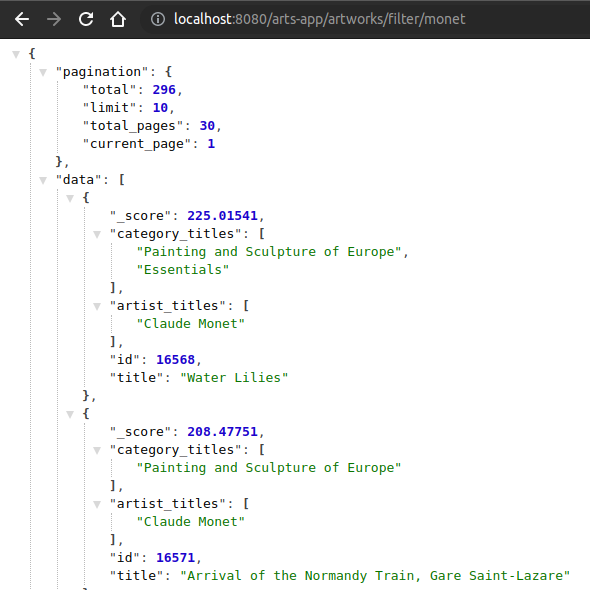 localhost:8080/arts-app/artworks/filter/monet
{
"pagination": {
"total": 296,
"limit": 10,
"total_pages": 30,
"current_page": 1
},
"data": [
{
"_score": 225.01541,
"category_titles": [
"Painting and Sculpture of Europe",
"Essentials"
],
"artist_titles": [
"Claude Monet"
],
"id": 16568,
"title": "Water Lilies"
},
{
"_score": 208.47751,
"category_titles": [
"Painting and Sculpture of Europe"
],
"artist_titles": [
"Claude Monet"
],
"id": 16571,
"title": "Arrival of the Normandy Train, Gare Saint-Lazare"